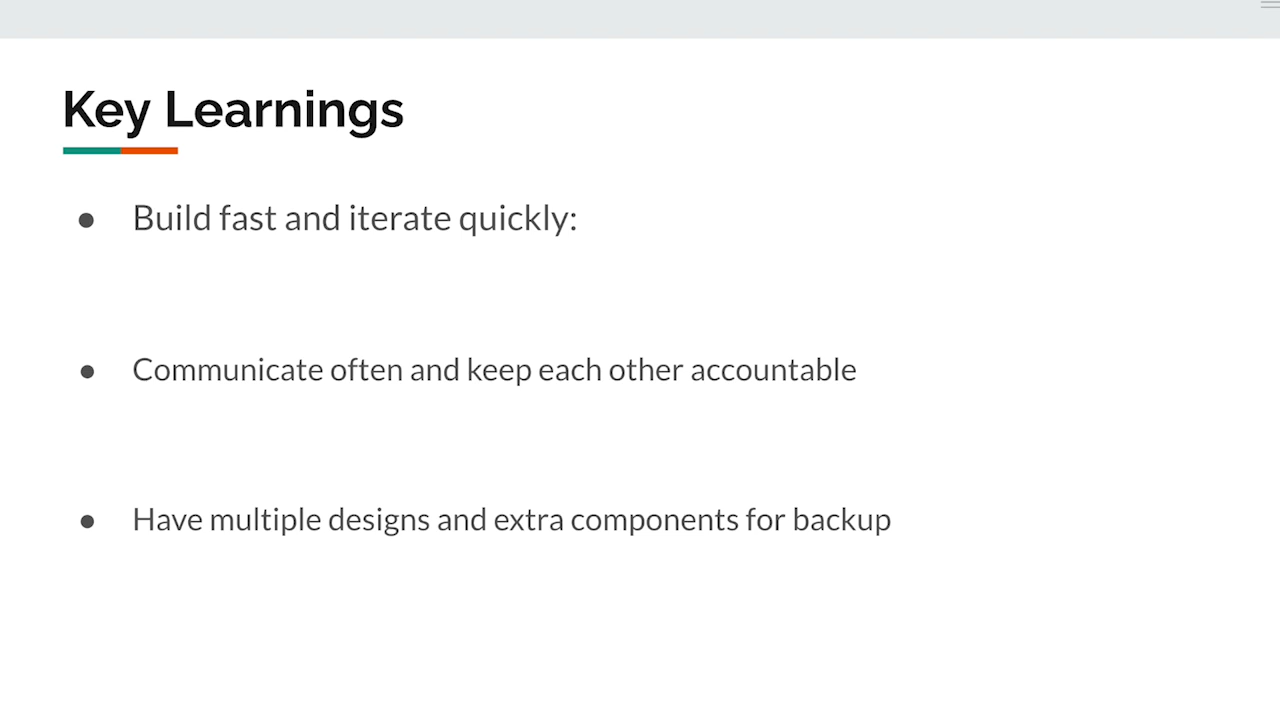 Key Learnings
● Build fast and iterate quickly:
● Communicate often and keep each other accountable
● Have multiple designs and extra components for backup